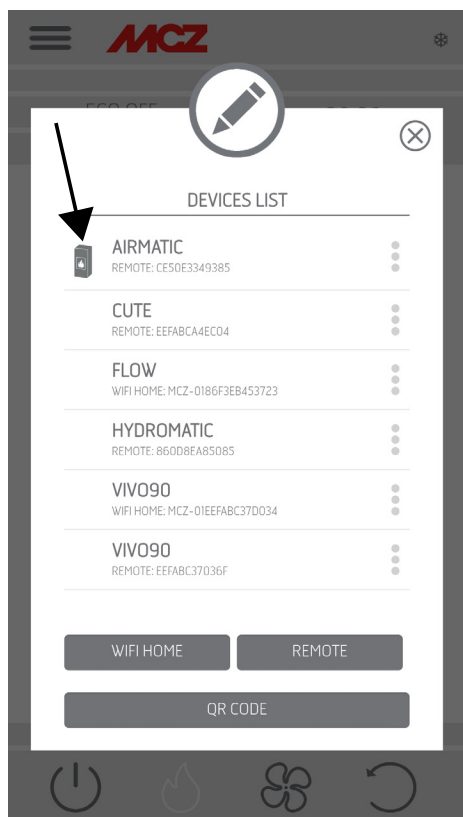 MCZ
DEVICES LIST
AIRMATIC
REMOTE: CE50E3349385
CUTE
REMOTE: EEFABCA4EC04
FLOW
WIFI HOME: MCZ-0186F3EB453723
HYDROMATIC
REMOTE: 860D8EA85085
VIVO90
WIFI HOME: MCZ-01EEFABC37D034
VIVO90
REMOTE: EEFABC37036F
WIFI HOME
REMOTE
QR CODE